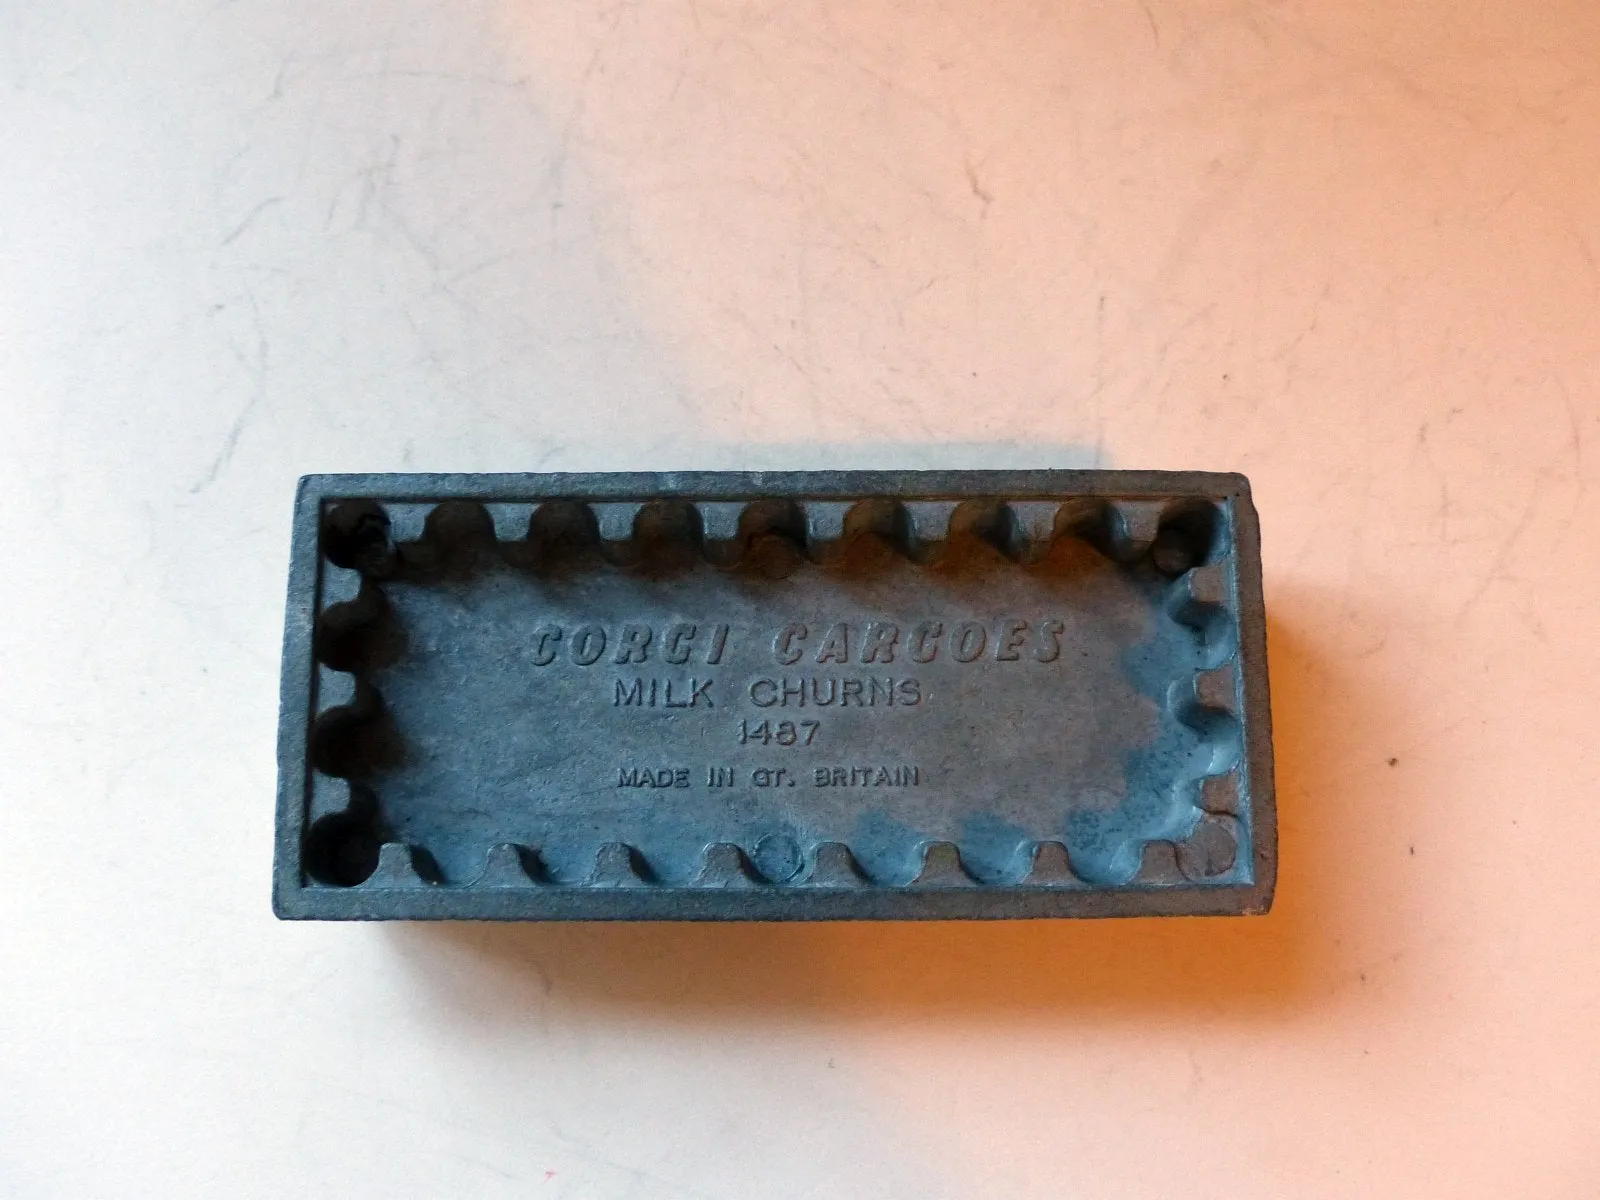 CORGI CARGOES
MILK CHURNS
1487
MADE IN GT. BRITAIN